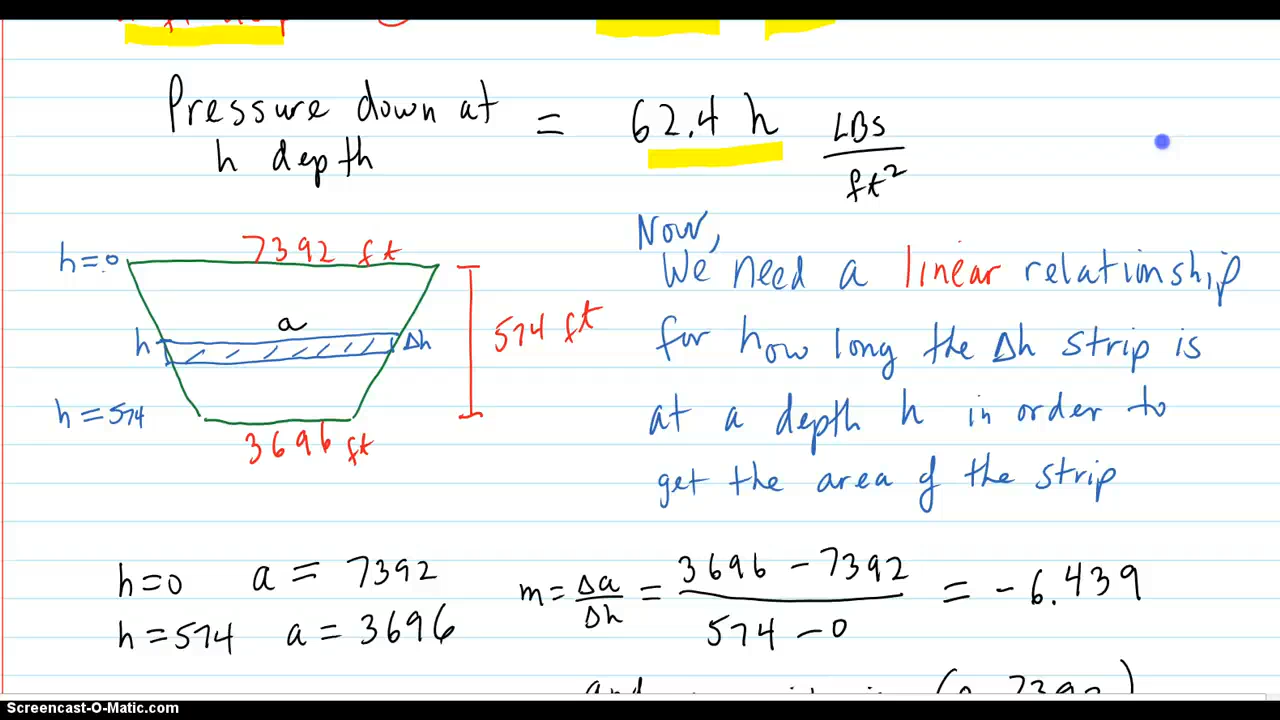 Pressure down at = 62.4 h LBs / ft²
h depth
h=0 7392 ft
h a Δh 574 ft
h = 574
3696 ft
Now,
We need a linear relationship
for how long the Δh strip is
at a depth h in order to
get the area of the strip
h=0 a = 7392
h=574 a = 3696
m = Δa/Δh = 3696 - 7392 / 574 - 0 = -6.439
and
Screencast-O-Matic.com